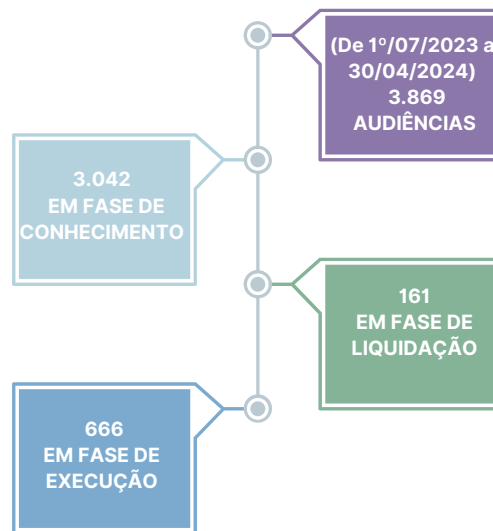 (De 1º/07/2023 a
30/04/2024)
3.869
AUDIÊNCIAS
3.042
EM FASE DE
CONHECIMENTO
161
EM FASE DE
LIQUIDAÇÃO
666
EM FASE DE
EXECUÇÃO